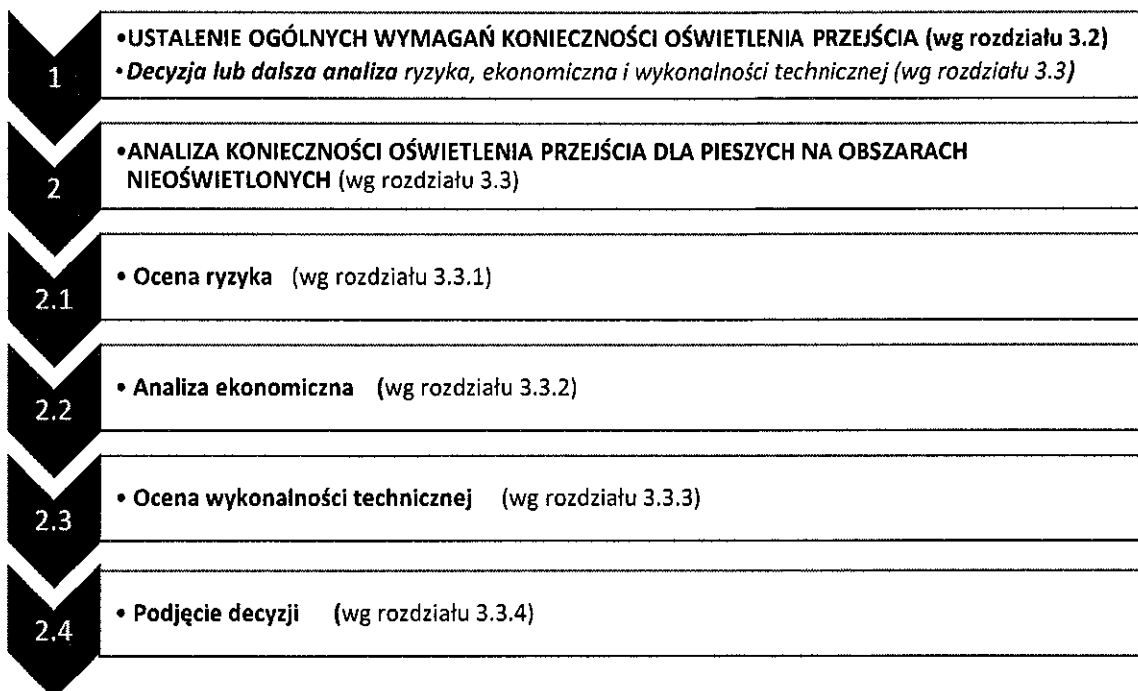 1
•USTALENIE OGÓLNYCH WYMAGAŃ KONIECZNOŚCI OŚWIETLENIA PRZEJŚCIA (wg rozdziału 3.2)
•Decyzja lub dalsza analiza ryzyka, ekonomiczna i wykonalności technicznej (wg rozdziału 3.3)
2
•ANALIZA KONIECZNOŚCI OŚWIETLENIA PRZEJŚCIA DLA PIESZYCH NA OBSZARACH
NIEOŚWIETLONYCH (wg rozdziału 3.3)
2.1
• Ocena ryzyka (wg rozdziału 3.3.1)
2.2
• Analiza ekonomiczna (wg rozdziału 3.3.2)
2.3
• Ocena wykonalności technicznej (wg rozdziału 3.3.3)
2.4
• Podjęcie decyzji (wg rozdziału 3.3.4)